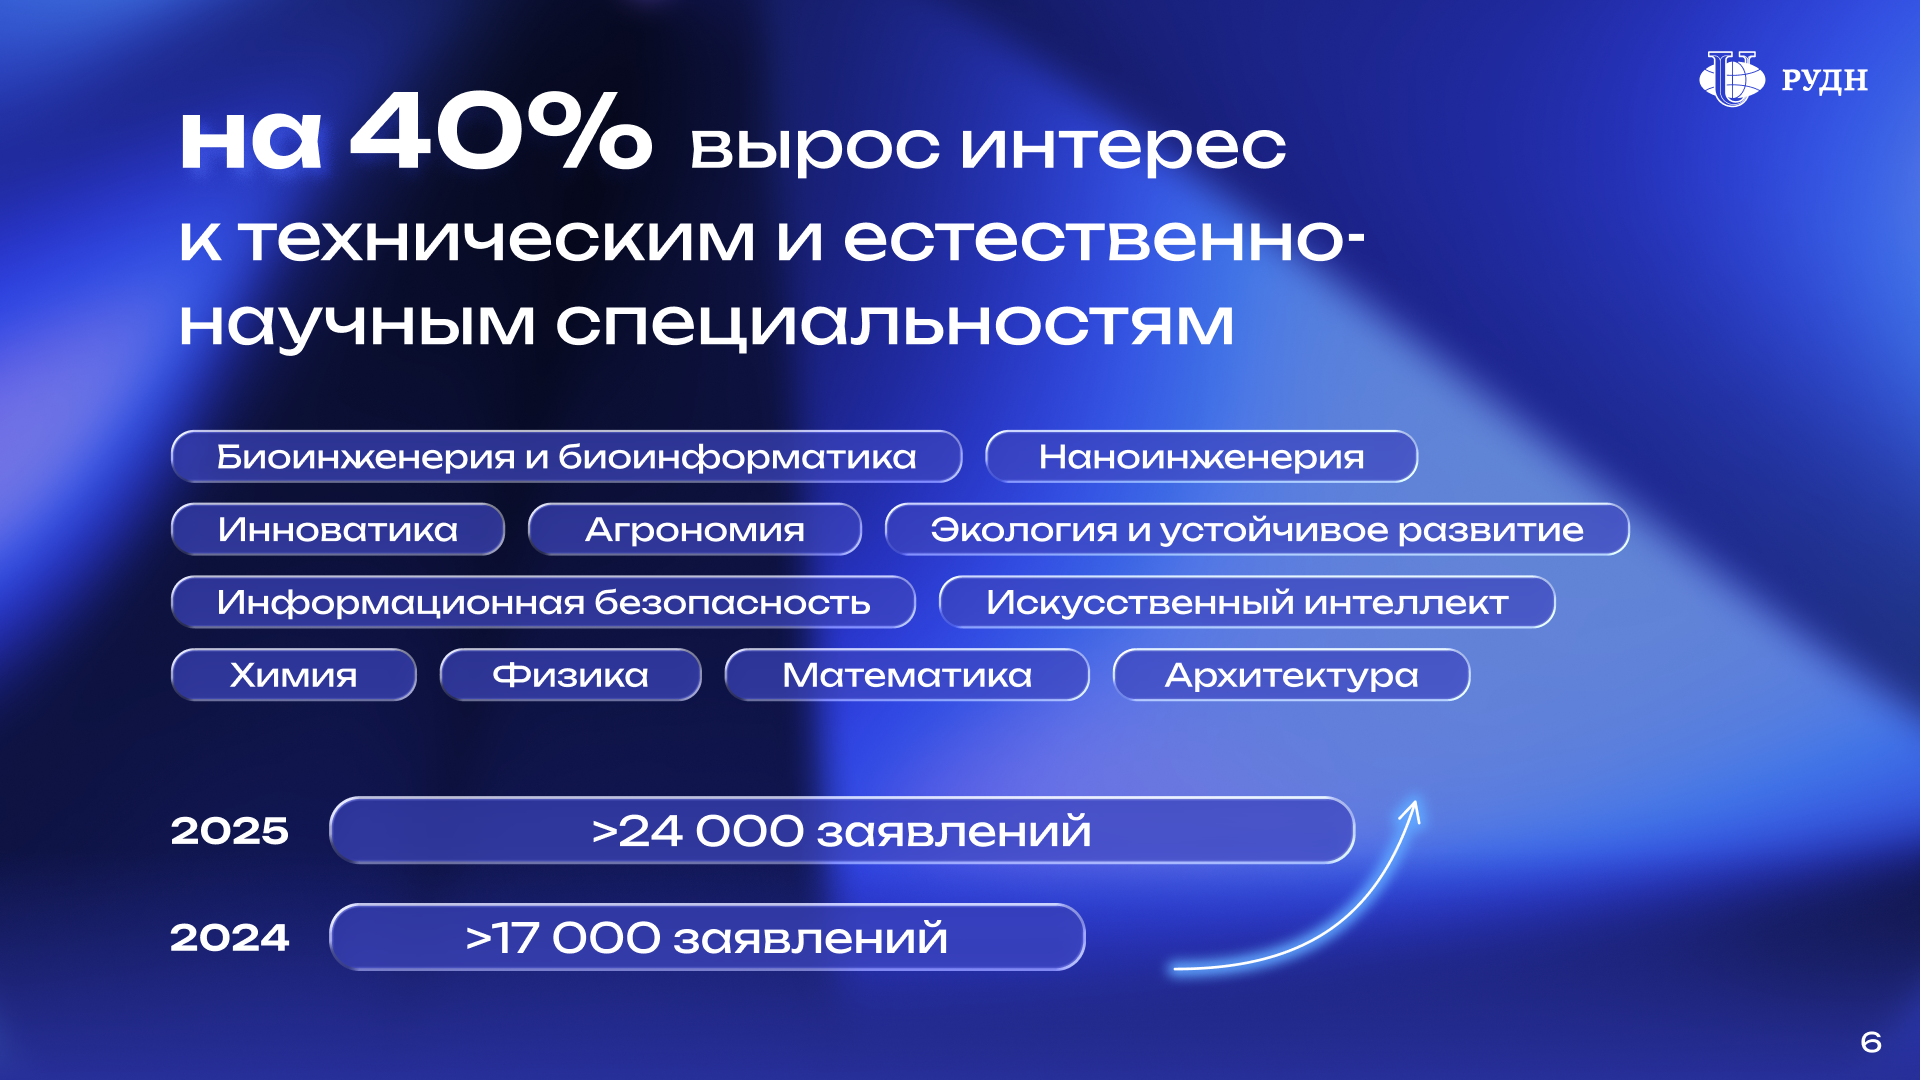 РУДН
на 40% вырос интерес
к техническим и естественно-
научным специальностям
Биоинженерия и биоинформатика
Наноинженерия
Инноватика
Агрономия
Экология и устойчивое развитие
Информационная безопасность
Искусственный интеллект
Химия
Физика
Математика
Архитектура
2025
>24 000 заявлений
2024
>17 000 заявлений
6